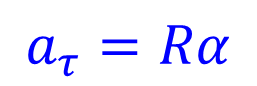 a_τ = Rα